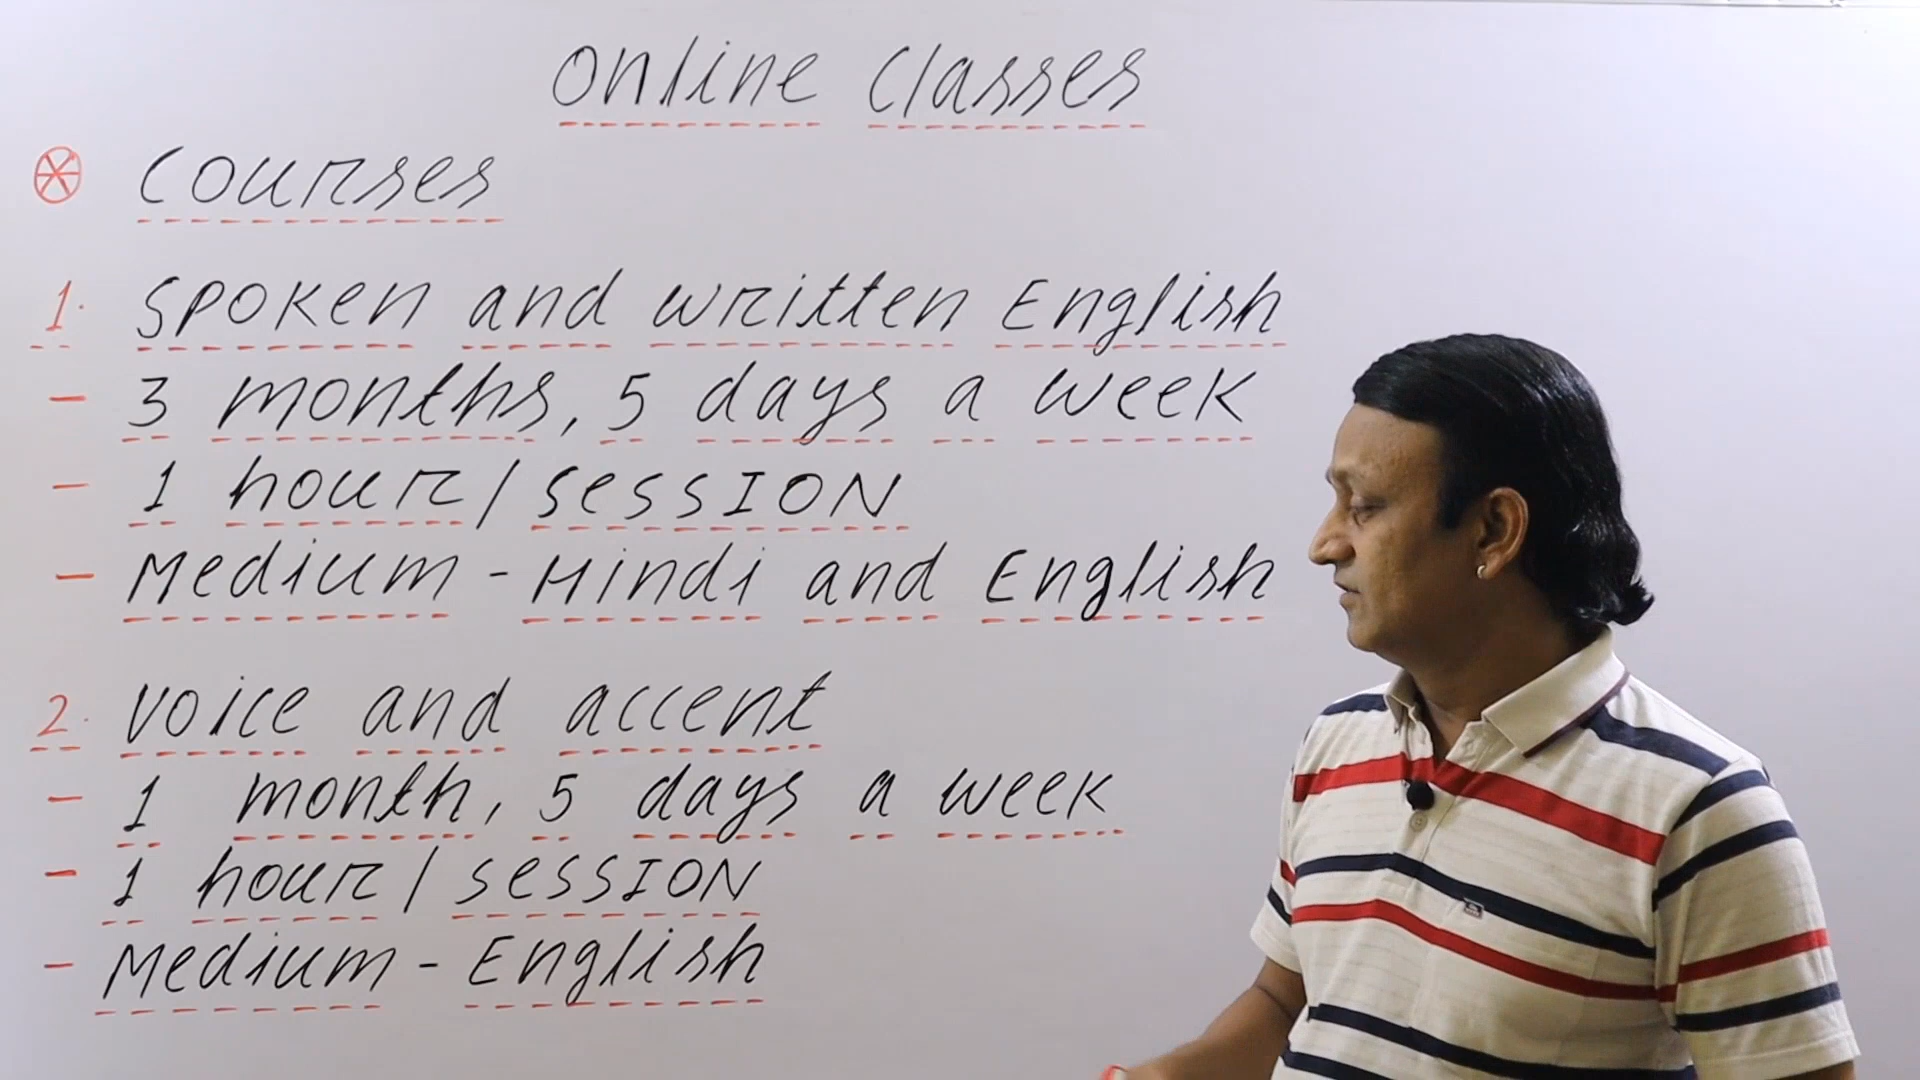 Online Classes
Courses
1. Spoken and written English
- 3 months, 5 days a week
- 1 hour/session
- Medium - Hindi and English
2. Voice and accent
- 1 month, 5 days a week
- 1 hour/session
- Medium - English